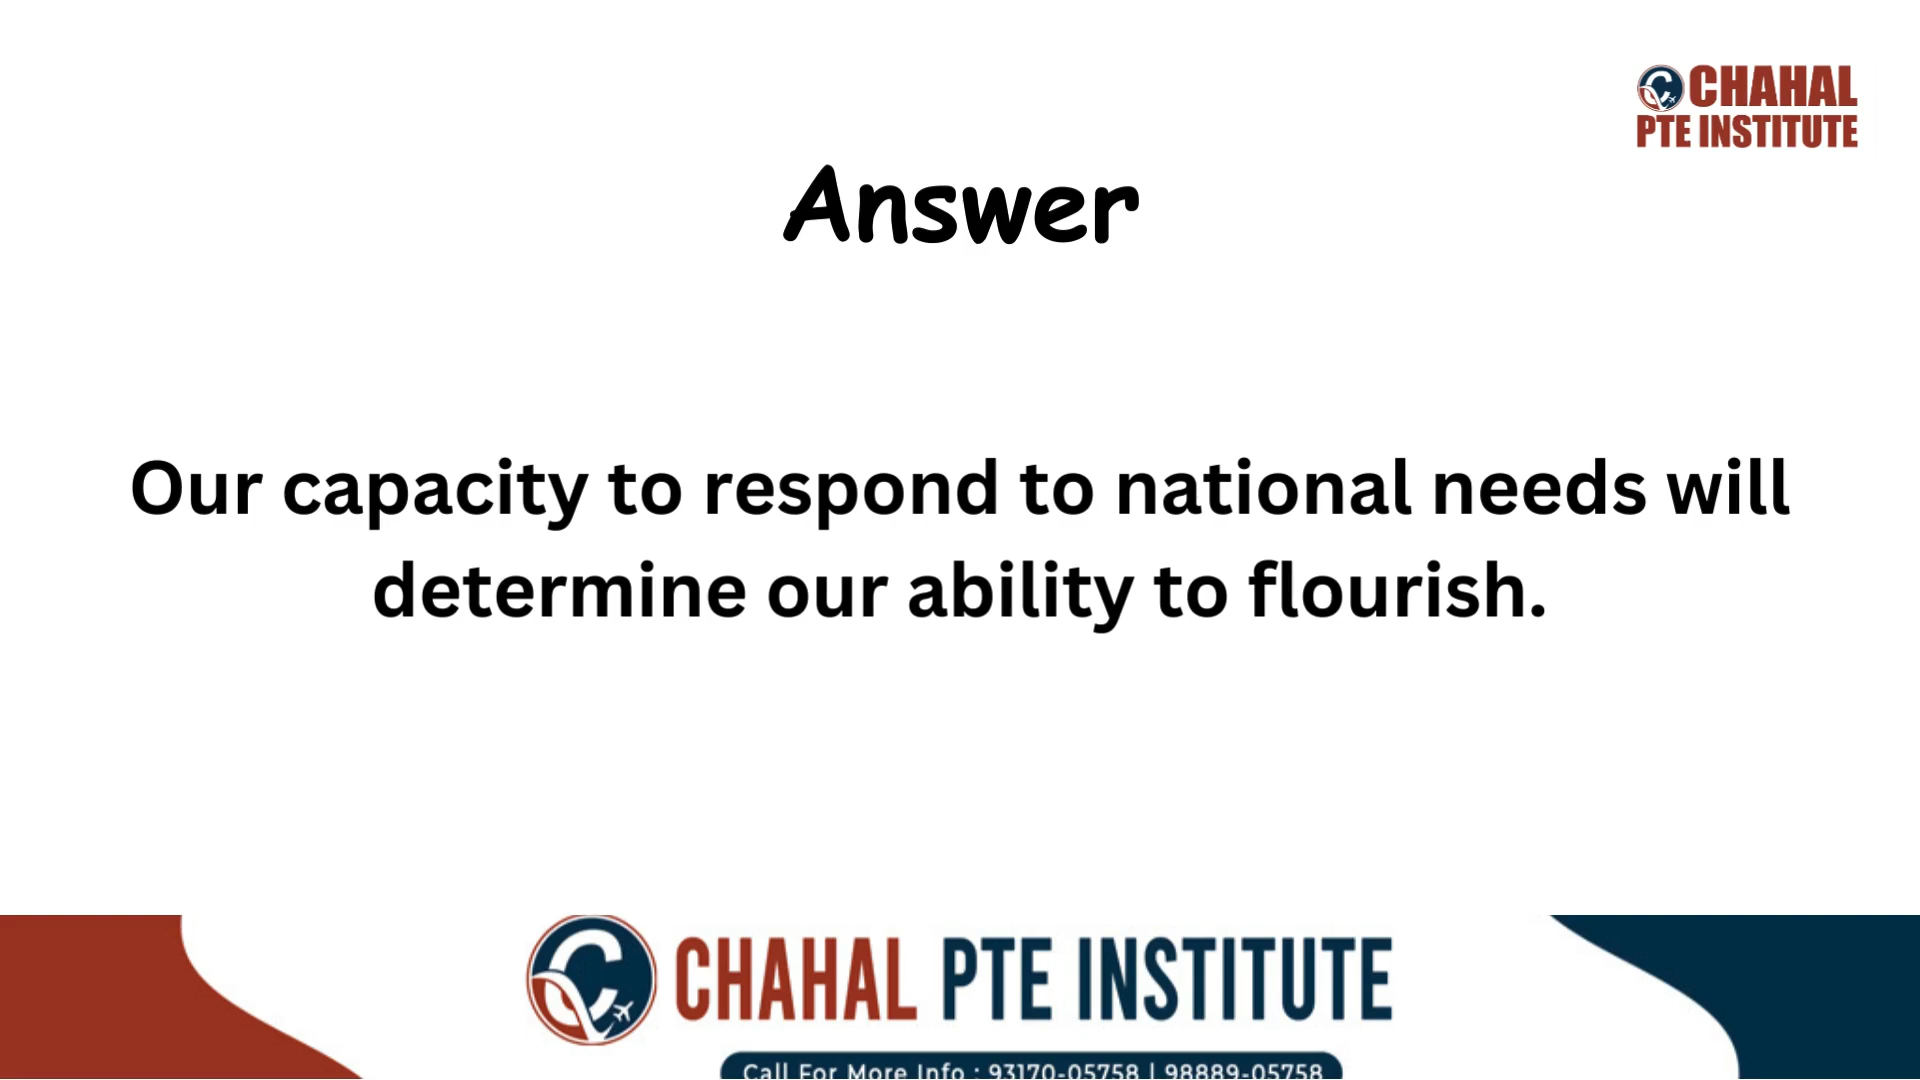 CHAHAL
PTE INSTITUTE
Answer
Our capacity to respond to national needs will
determine our ability to flourish.
CHAHAL PTE INSTITUTE
Call For More Info : 93170-05758 | 98889-05758